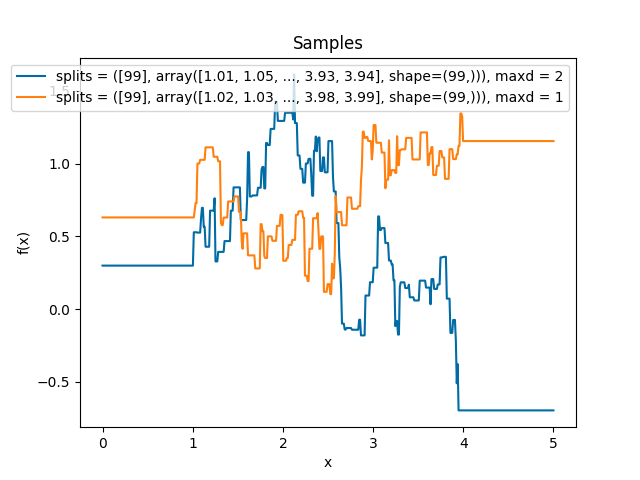 Samples
splits = ([99], array([1.01, 1.05, ..., 3.93, 3.94], shape=(99,))), maxd = 2
splits = ([99], array([1.02, 1.03, ..., 3.98, 3.99], shape=(99,))), maxd = 1
1.5
1.0
0.5
0.0
−0.5
f(x)
0 1 2 3 4 5
x